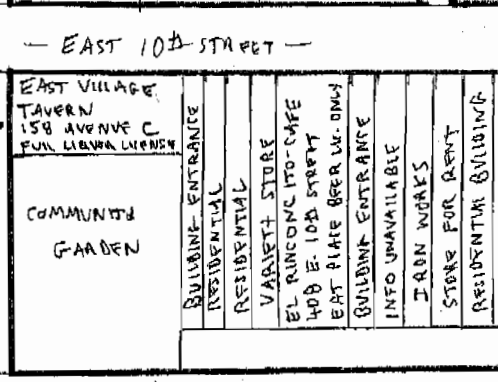 — EAST 10th STREET —
EAST VILLAGE
TAVERN
158 AVENUE C
FULL LIQUOR LICENSE
COMMUNITY
GARDEN
BUILDING ENTRANCE
RESIDENTIAL
RESIDENTIAL
VARIETY STORE
EL RINCONCITO-CAFE
408 E. 10th STREET
EAT PLACE BEER LIC. ONLY
BUILDING ENTRANCE
INFO UNAVAILABLE
IRON WORKS
STORE FOR RENT
RESIDENTIAL BUILDING